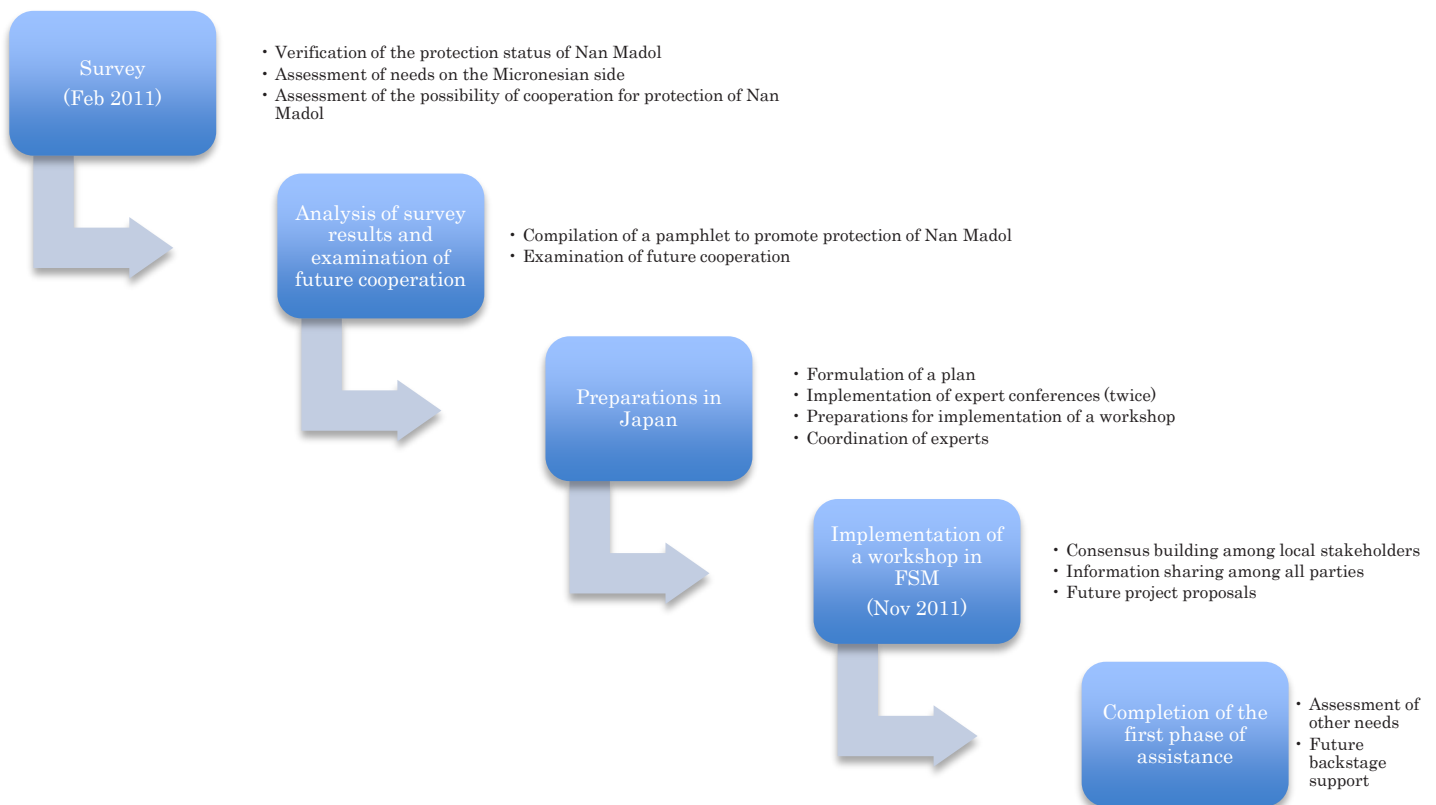 Survey
(Feb 2011)
・Verification of the protection status of Nan Madol
・Assessment of needs on the Micronesian side
・Assessment of the possibility of cooperation for protection of Nan
Madol
Analysis of survey
results and
examination of
future cooperation
・Compilation of a pamphlet to promote protection of Nan Madol
・Examination of future cooperation
Preparations in
Japan
・Formulation of a plan
・Implementation of expert conferences (twice)
・Preparations for implementation of a workshop
・Coordination of experts
Implementation of
a workshop in
FSM
(Nov 2011)
・Consensus building among local stakeholders
・Information sharing among all parties
・Future project proposals
Completion of the
first phase of
assistance
・Assessment of
other needs
・Future
backstage
support